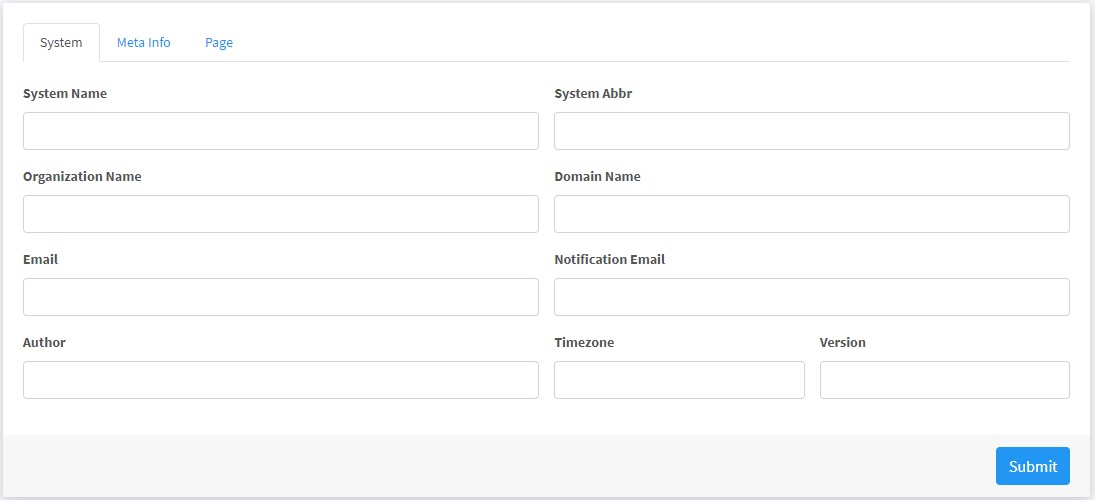 System Meta Info Page
System Name System Abbr
Organization Name Domain Name
Email Notification Email
Author Timezone Version
Submit